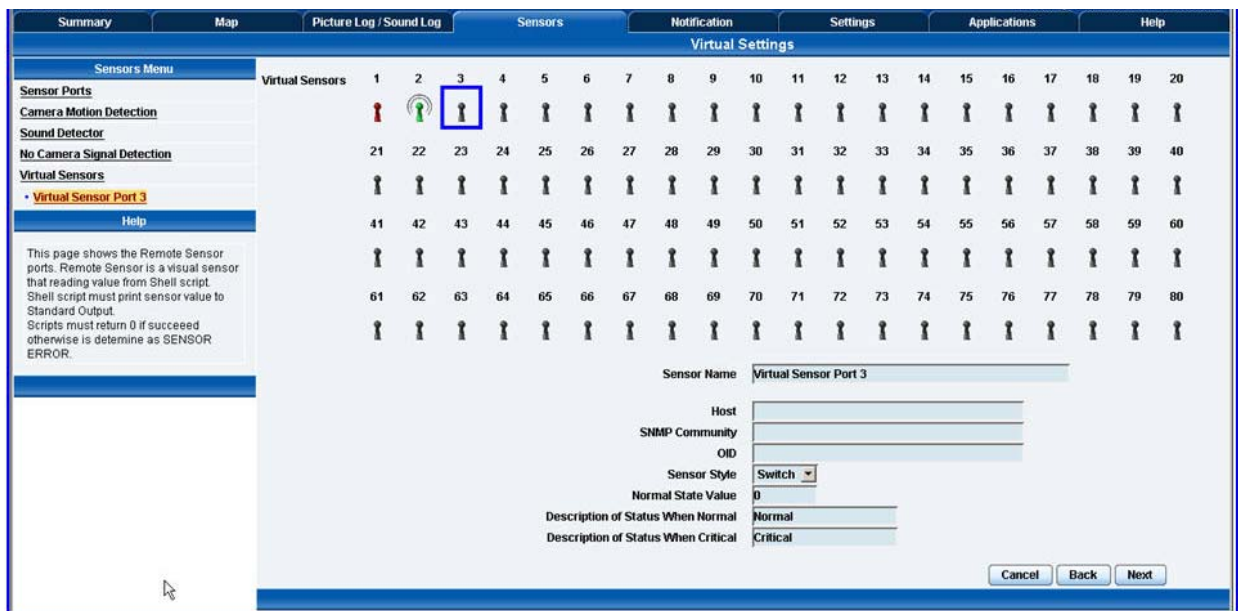 Summary Map Picture Log / Sound Log Sensors Notification Settings Applications Help
Virtual Settings
Sensors Menu
Sensor Ports
Camera Motion Detection
Sound Detector
No Camera Signal Detection
Virtual Sensors
• Virtual Sensor Port 3
Help
This page shows the Remote Sensor
ports. Remote Sensor is a visual sensor
that reading value from Shell script.
Shell script must print sensor value to
Standard Output.
Scripts must return 0 if succeeed
otherwise is detemine as SENSOR
ERROR.
Virtual Sensors 1 2 3 4 5 6 7 8 9 10 11 12 13 14 15 16 17 18 19 20
21 22 23 24 25 26 27 28 29 30 31 32 33 34 35 36 37 38 39 40
41 42 43 44 45 46 47 48 49 50 51 52 53 54 55 56 57 58 59 60
61 62 63 64 65 66 67 68 69 70 71 72 73 74 75 76 77 78 79 80
Sensor Name Virtual Sensor Port 3
Host
SNMP Community
OID
Sensor Style Switch
Normal State Value 0
Description of Status When Normal Normal
Description of Status When Critical Critical
Cancel Back Next